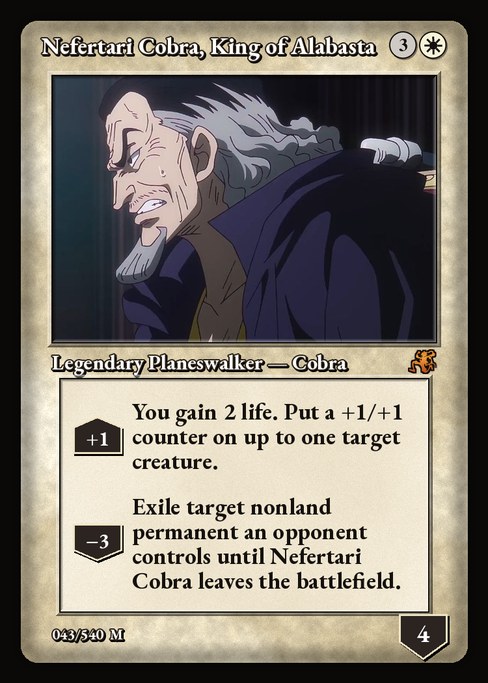 Nefertari Cobra, King of Alabasta 3
Legendary Planeswalker — Cobra
+1
You gain 2 life. Put a +1/+1
counter on up to one target
creature.
−3
Exile target nonland
permanent an opponent
controls until Nefertari
Cobra leaves the battlefield.
043/540 M
4